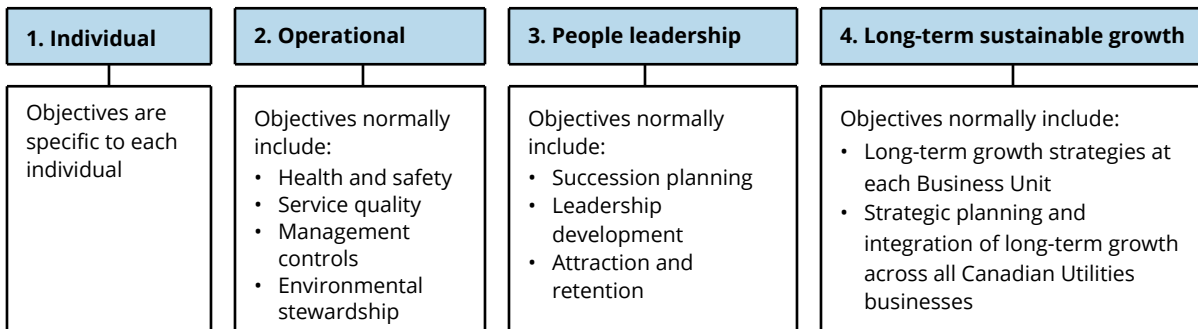 1. Individual
Objectives are
specific to each
individual
2. Operational
Objectives normally
include:
• Health and safety
• Service quality
• Management
controls
• Environmental
stewardship
3. People leadership
Objectives normally
include:
• Succession planning
• Leadership
development
• Attraction and
retention
4. Long-term sustainable growth
Objectives normally include:
• Long-term growth strategies at
each Business Unit
• Strategic planning and
integration of long-term growth
across all Canadian Utilities
businesses